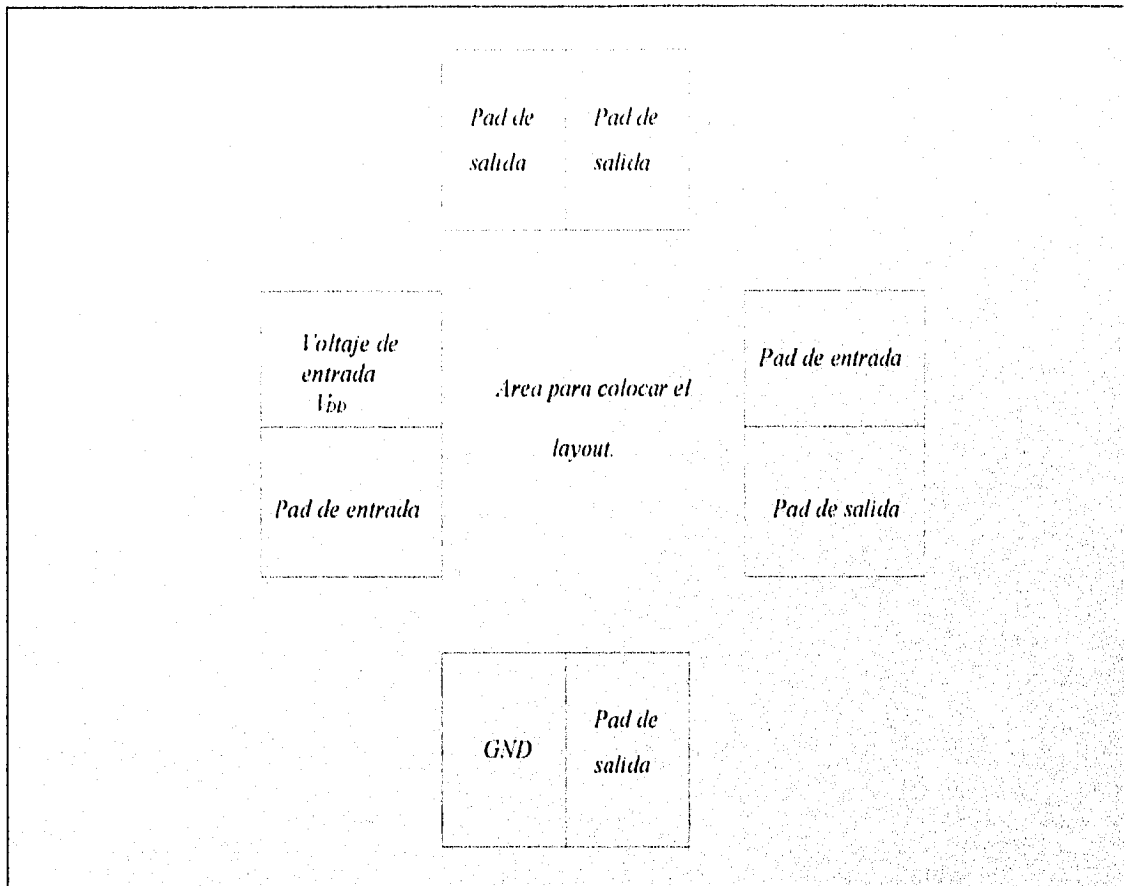 Pad de
salida
Pad de
salida
Voltaje de
entrada
VDD
Pad de entrada
Area para colocar el
layout.
Pad de entrada
Pad de salida
GND
Pad de
salida